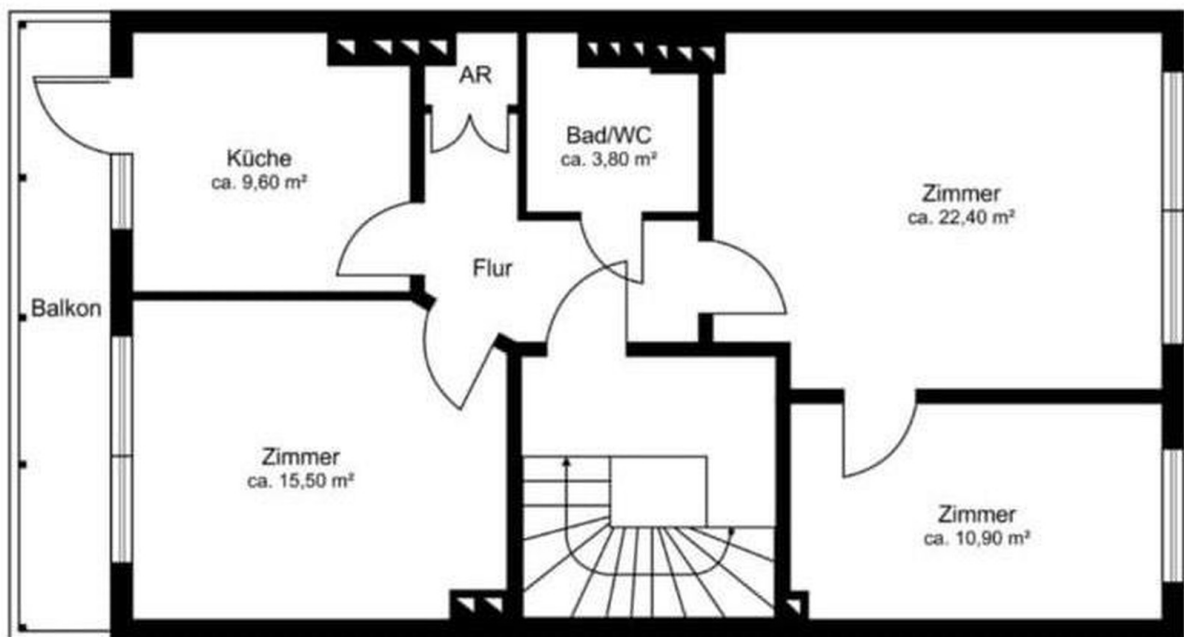 AR
Bad/WC
ca. 3,80 m²
Küche
ca. 9,60 m²
Zimmer
ca. 22,40 m²
Flur
Balkon
Zimmer
ca. 15,50 m²
Zimmer
ca. 10,90 m²